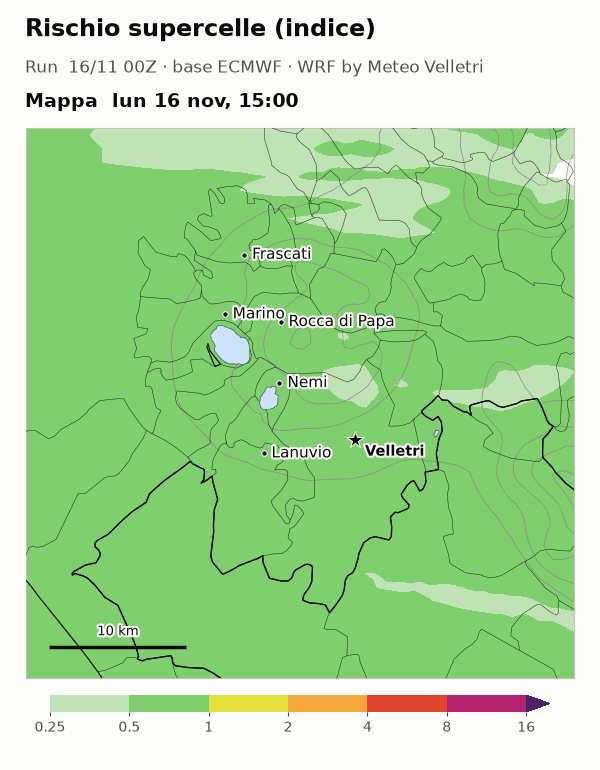 Rischio supercelle (indice)
Run  16/11 00Z · base ECMWF · WRF by Meteo Velletri
Mappa  lun 16 nov, 15:00
Frascati
Marino
Rocca di Papa
Nemi
Velletri
Lanuvio
10 km
0.25 0.5 1 2 4 8 16